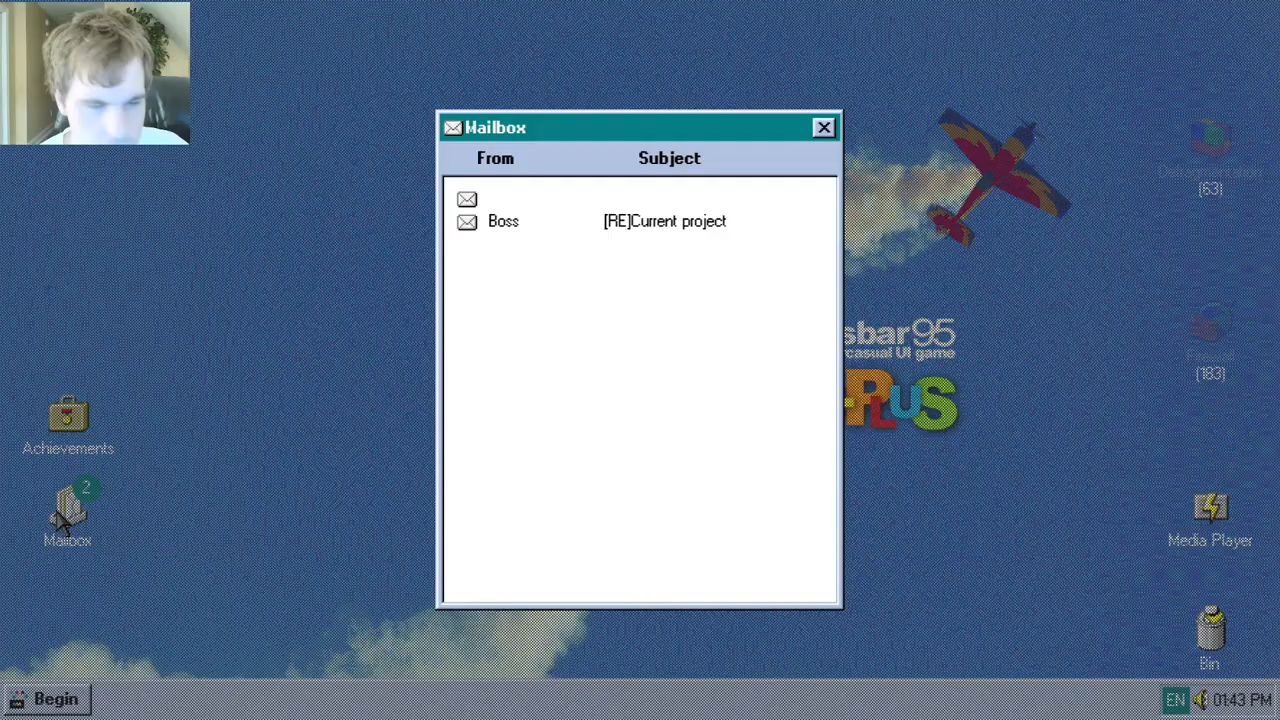 Mailbox
From Subject
Boss [RE]Current project
(63)
sbar95
casual UI game
PLUS
(183)
Achievements
2
Mailbox
Media Player
Bin
Begin
EN 01:43 PM